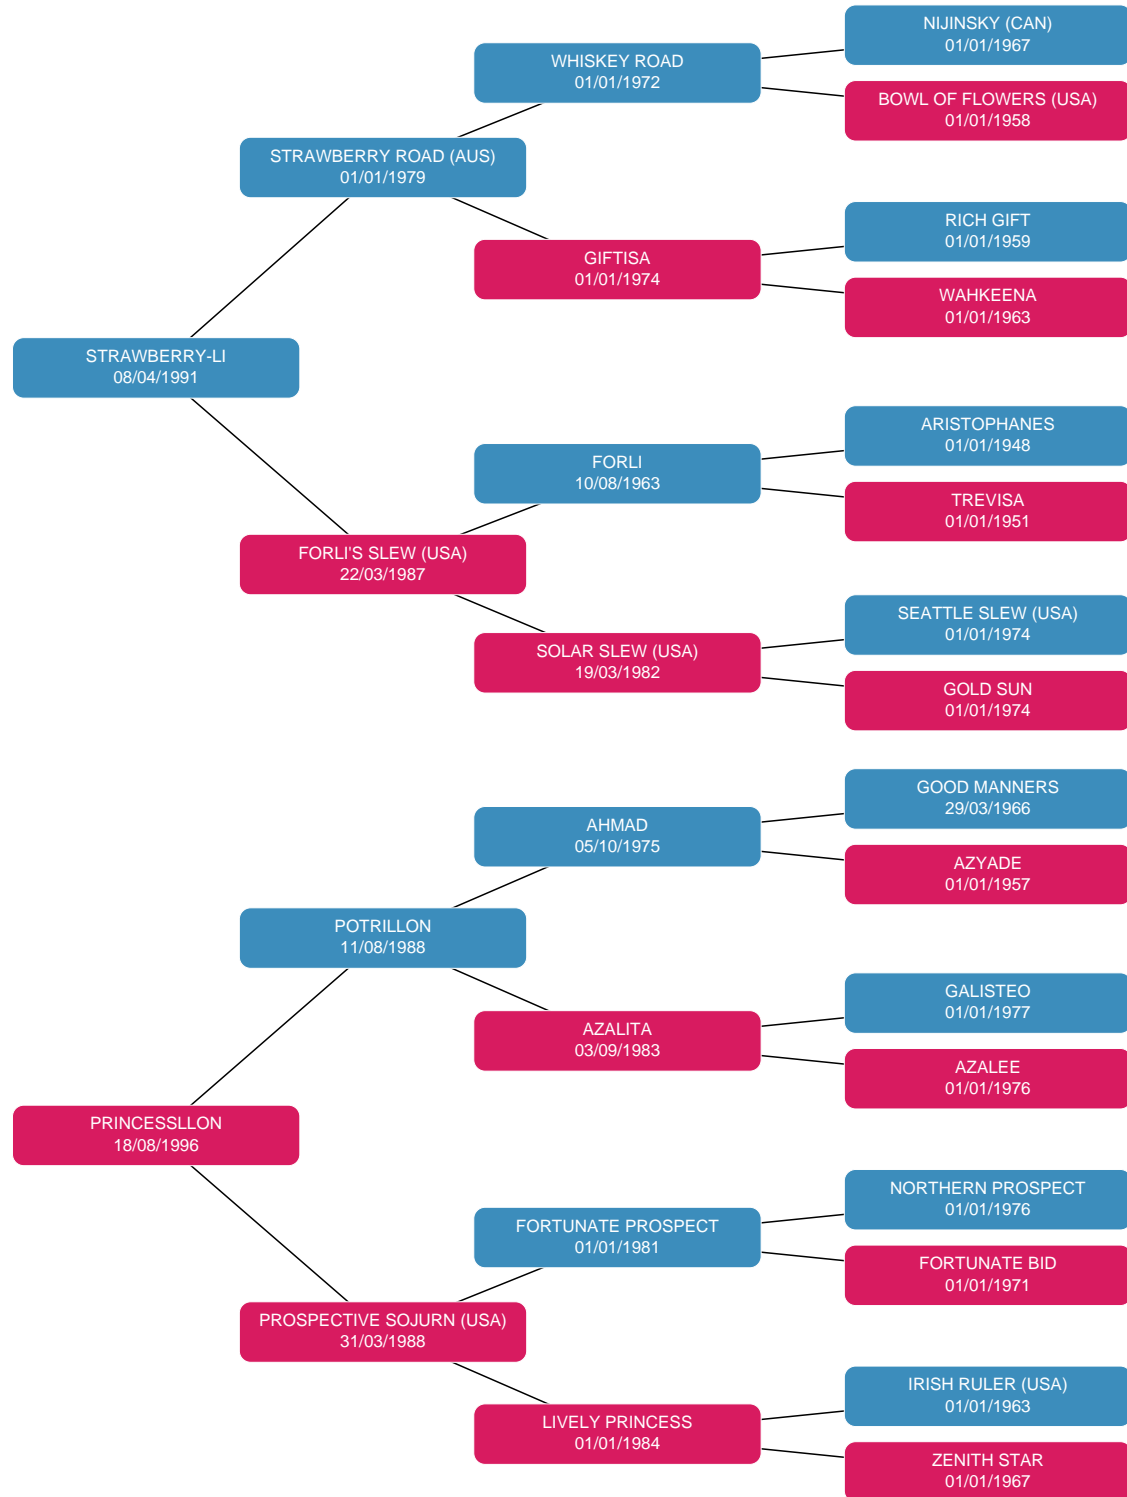 NIJINSKY (CAN)
01/01/1967
WHISKEY ROAD
01/01/1972
BOWL OF FLOWERS (USA)
01/01/1958
STRAWBERRY ROAD (AUS)
01/01/1979
RICH GIFT
01/01/1959
GIFTISA
01/01/1974
WAHKEENA
01/01/1963
STRAWBERRY-LI
08/04/1991
ARISTOPHANES
01/01/1948
FORLI
10/08/1963
TREVISA
01/01/1951
FORLI'S SLEW (USA)
22/03/1987
SEATTLE SLEW (USA)
01/01/1974
SOLAR SLEW (USA)
19/03/1982
GOLD SUN
01/01/1974
GOOD MANNERS
29/03/1966
AHMAD
05/10/1975
AZYADE
01/01/1957
POTRILLON
11/08/1988
GALISTEO
01/01/1977
AZALITA
03/09/1983
AZALEE
01/01/1976
PRINCESSLLON
18/08/1996
NORTHERN PROSPECT
01/01/1976
FORTUNATE PROSPECT
01/01/1981
FORTUNATE BID
01/01/1971
PROSPECTIVE SOJURN (USA)
31/03/1988
IRISH RULER (USA)
01/01/1963
LIVELY PRINCESS
01/01/1984
ZENITH STAR
01/01/1967